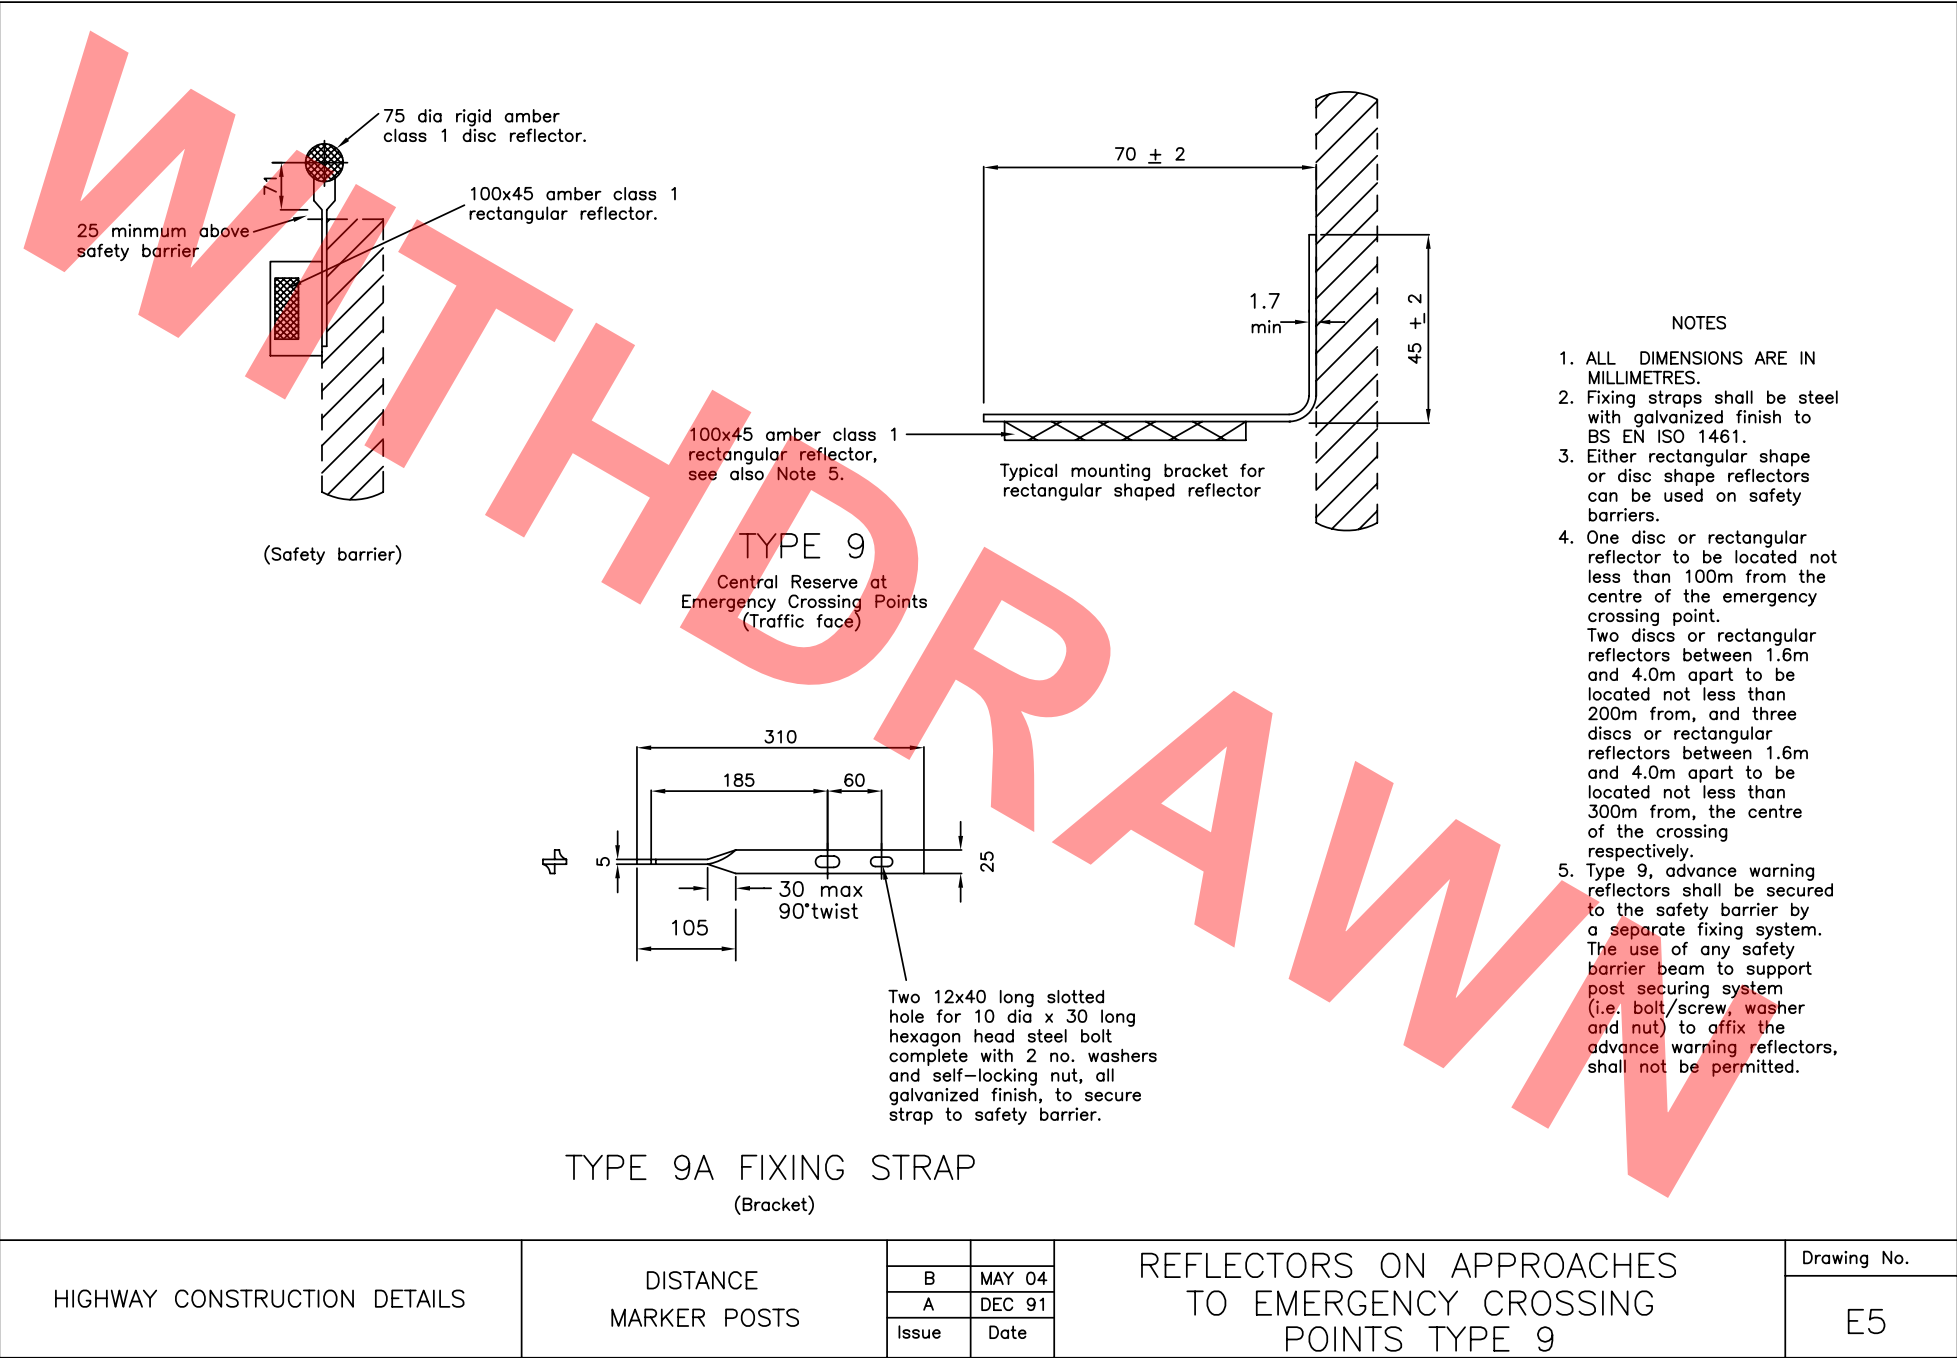 75 dia rigid amber
class 1 disc reflector.
71
100x45 amber class 1
rectangular reflector.
25 minmum above
safety barrier
(Safety barrier)
70 ± 2
1.7
min
45 ± 2
100x45 amber class 1
rectangular reflector,
see also Note 5.
Typical mounting bracket for
rectangular shaped reflector
TYPE 9
Central Reserve at
Emergency Crossing Points
(Traffic face)
310
185
60
5
25
30 max
90°twist
105
Two 12x40 long slotted
hole for 10 dia x 30 long
hexagon head steel bolt
complete with 2 no. washers
and self-locking nut, all
galvanized finish, to secure
strap to safety barrier.
TYPE 9A FIXING STRAP
(Bracket)
NOTES
1. ALL DIMENSIONS ARE IN
MILLIMETRES.
2. Fixing straps shall be steel
with galvanized finish to
BS EN ISO 1461.
3. Either rectangular shape
or disc shape reflectors
can be used on safety
barriers.
4. One disc or rectangular
reflector to be located not
less than 100m from the
centre of the emergency
crossing point.
Two discs or rectangular
reflectors between 1.6m
and 4.0m apart to be
located not less than
200m from, and three
discs or rectangular
reflectors between 1.6m
and 4.0m apart to be
located not less than
300m from, the centre
of the crossing
respectively.
5. Type 9, advance warning
reflectors shall be secured
to the safety barrier by
a separate fixing system.
The use of any safety
barrier beam to support
post securing system
(i.e. bolt/screw, washer
and nut) to affix the
advance warning reflectors,
shall not be permitted.
WITHDRAWN
HIGHWAY CONSTRUCTION DETAILS
DISTANCE
MARKER POSTS
B MAY 04
A DEC 91
Issue Date
REFLECTORS ON APPROACHES
TO EMERGENCY CROSSING
POINTS TYPE 9
Drawing No.
E5